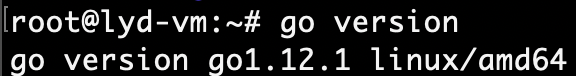 root@lyd-vm:~# go version
go version go1.12.1 linux/amd64